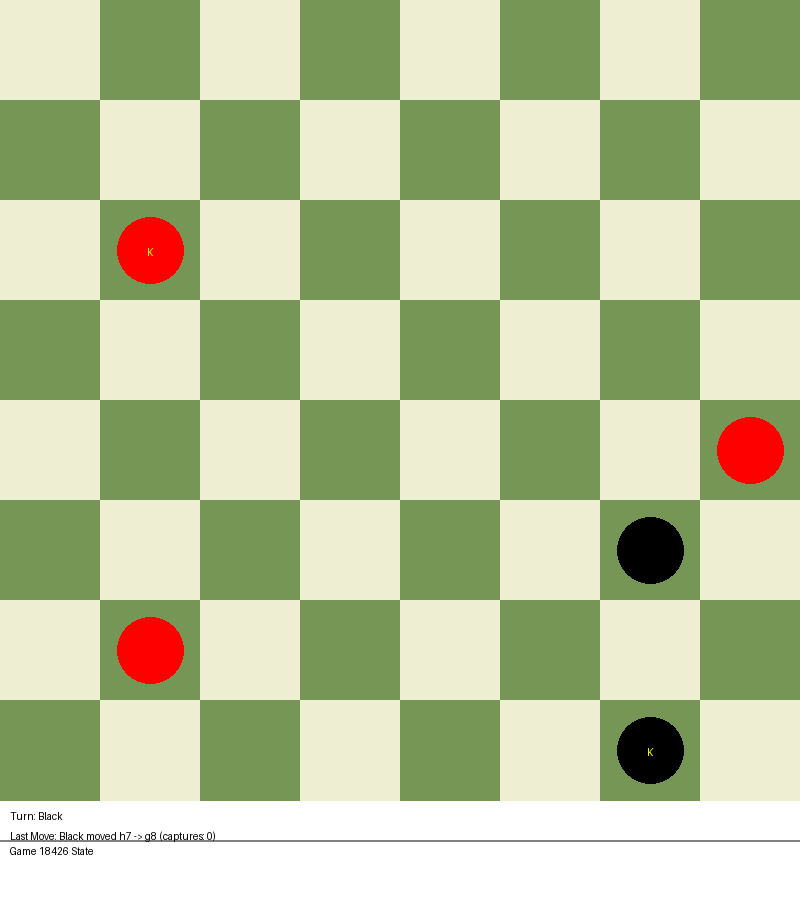 K
K
Turn: Black
Last Move: Black moved h7 -> g8 (captures: 0)
Game 18426 State